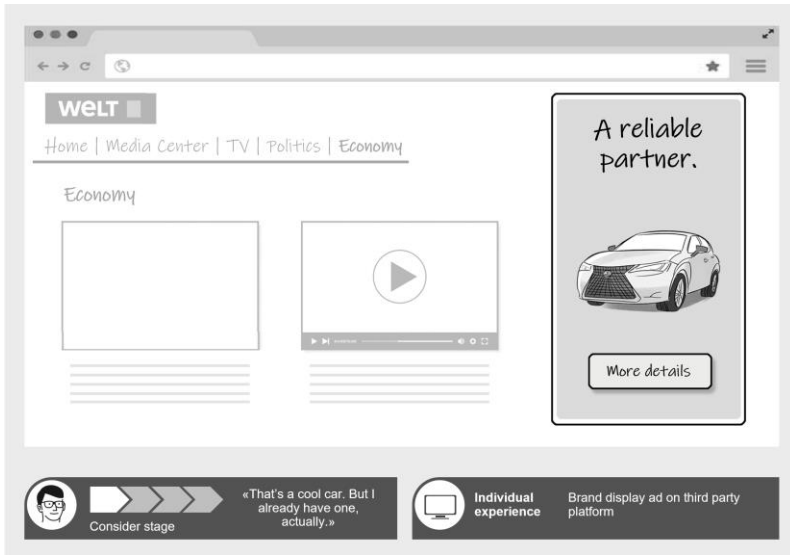 WELT
Home | Media Center | TV | Politics | Economy
Economy
A reliable
partner.
More details
Consider stage
«That's a cool car. But I
already have one,
actually.»
Individual
experience
Brand display ad on third party
platform